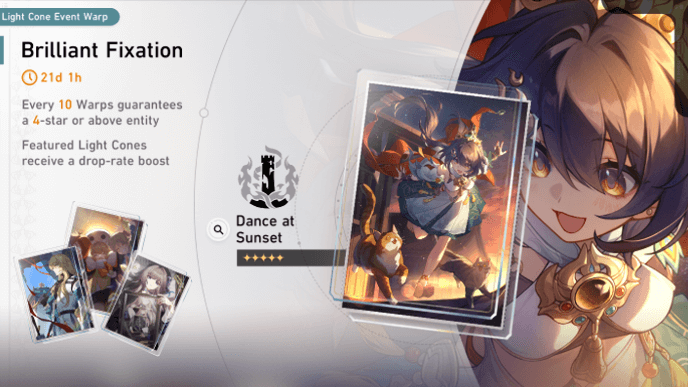 Light Cone Event Warp
Brilliant Fixation
21d 1h
Every 10 Warps guarantees
a 4-star or above entity
Featured Light Cones
receive a drop-rate boost
Dance at
Sunset